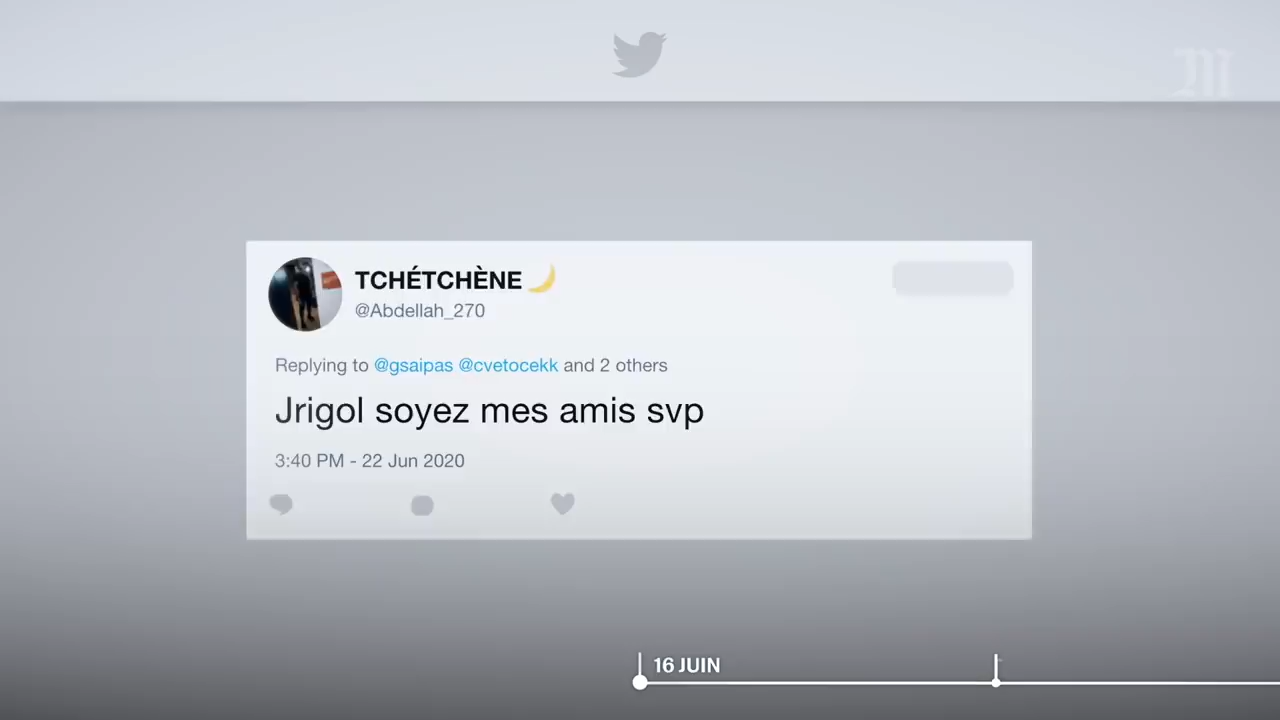 M
TCHÉTCHÈNE 🌙
@Abdellah_270
Replying to @gsaipas @cvetocekk and 2 others
Jrigol soyez mes amis svp
3:40 PM - 22 Jun 2020
16 JUIN